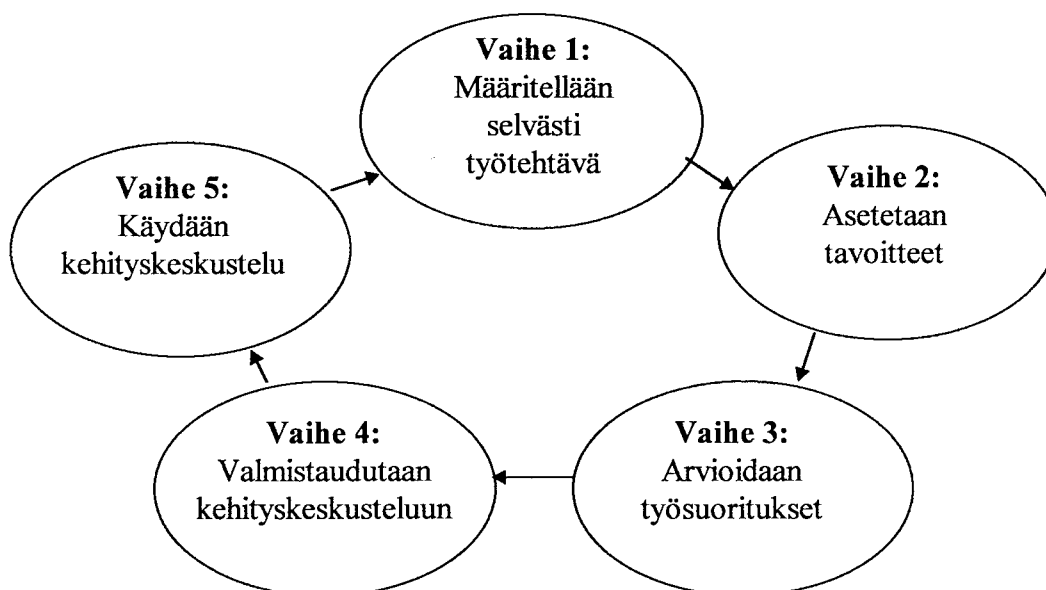 Vaihe 1:
Määritellään
selvästi
työtehtävä
Vaihe 2:
Asetetaan
tavoitteet
Vaihe 3:
Arvioidaan
työsuoritukset
Vaihe 4:
Valmistaudutaan
kehityskeskusteluun
Vaihe 5:
Käydään
kehityskeskustelu